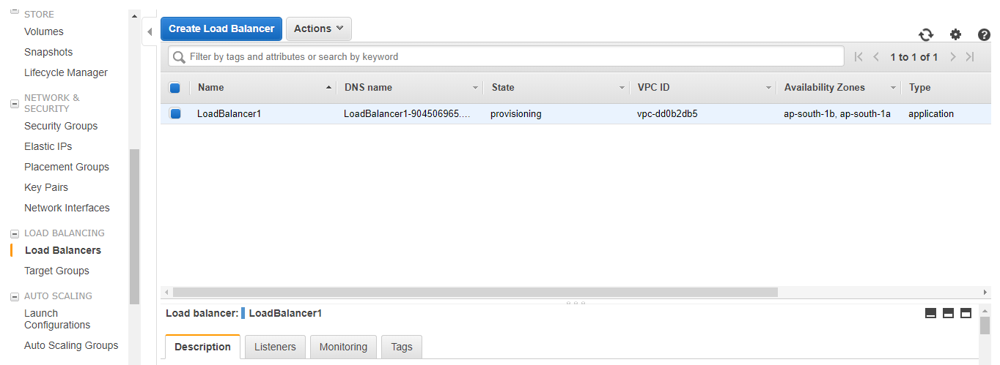 STORE
Volumes
Snapshots
Lifecycle Manager
NETWORK &
SECURITY
Security Groups
Elastic IPs
Placement Groups
Key Pairs
Network Interfaces
LOAD BALANCING
Load Balancers
Target Groups
AUTO SCALING
Launch
Configurations
Auto Scaling Groups
Create Load Balancer Actions
Filter by tags and attributes or search by keyword 1 to 1 of 1
Name DNS name State VPC ID Availability Zones Type
LoadBalancer1 LoadBalancer1-904506965.... provisioning vpc-dd0b2db5 ap-south-1b, ap-south-1a application
Load balancer: LoadBalancer1
Description Listeners Monitoring Tags